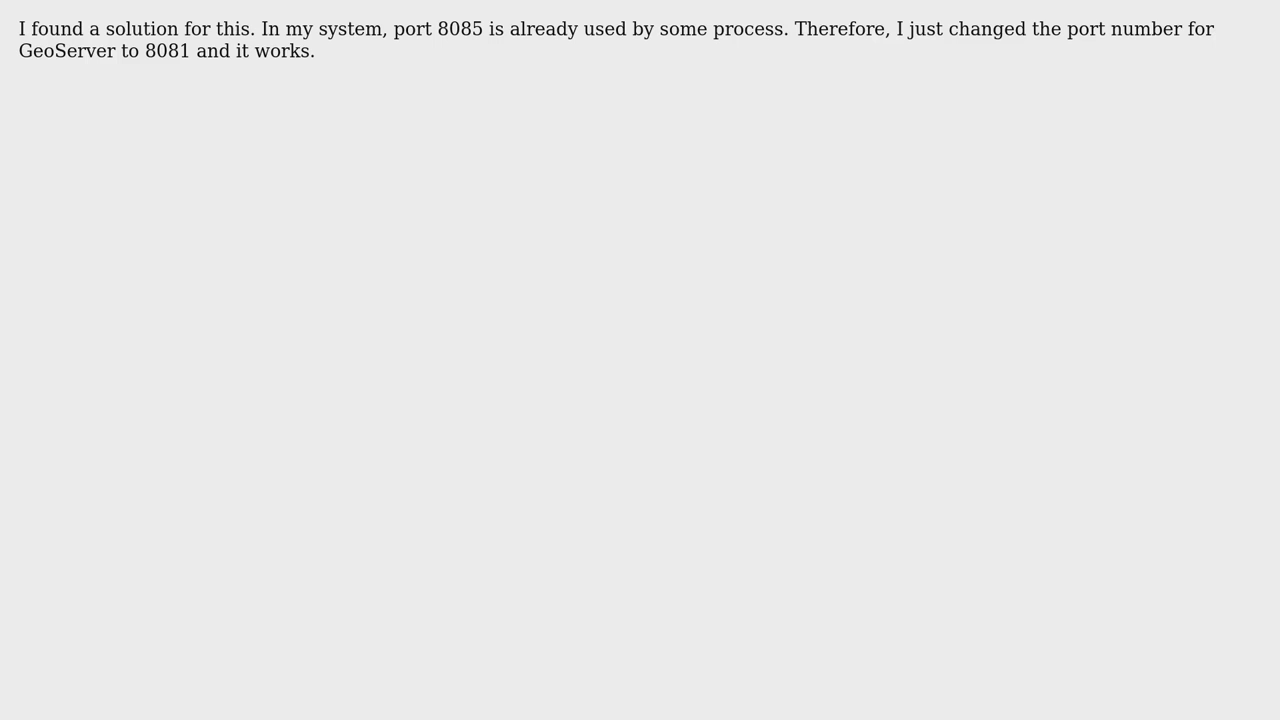 I found a solution for this. In my system, port 8085 is already used by some process. Therefore, I just changed the port number for
GeoServer to 8081 and it works.